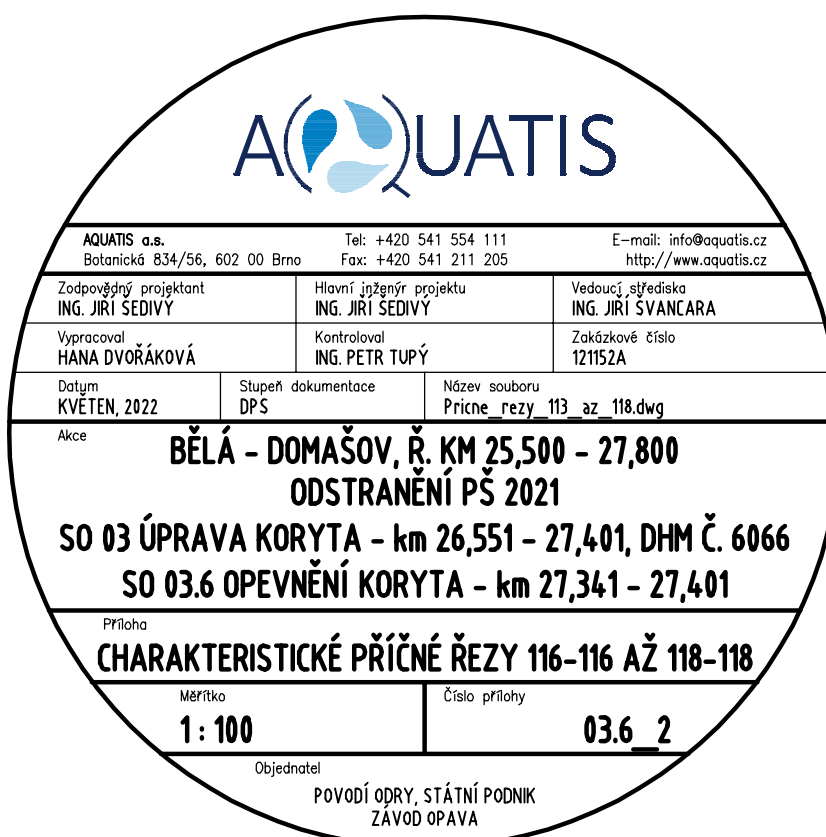 AQUATIS
AQUATIS a.s. Tel: +420 541 554 111 E-mail: info@aquatis.cz
Botanická 834/56, 602 00 Brno Fax: +420 541 211 205 http://www.aquatis.cz
Zodpovědný projektant Hlavní inženýr projektu Vedoucí střediska
ING. JIŘÍ ŠEDIVÝ ING. JIŘÍ ŠEDIVÝ ING. JIŘÍ ŠVANCARA
Vypracoval Kontroloval Zakázkové číslo
HANA DVOŘÁKOVÁ ING. PETR TUPÝ 121152A
Datum Stupeň dokumentace Název souboru
KVĚTEN, 2022 DPS Pricne_rezy_113_az_118.dwg
Akce
BĚLÁ - DOMAŠOV, Ř. KM 25,500 - 27,800
ODSTRANĚNÍ PŠ 2021
SO 03 ÚPRAVA KORYTA - km 26,551 - 27,401, DHM Č. 6066
SO 03.6 OPEVNĚNÍ KORYTA - km 27,341 - 27,401
Příloha
CHARAKTERISTICKÉ PŘÍČNÉ ŘEZY 116-116 AŽ 118-118
Měřítko Číslo přílohy
1 : 100 03.6_2
Objednatel
POVODÍ ODRY, STÁTNÍ PODNIK
ZÁVOD OPAVA